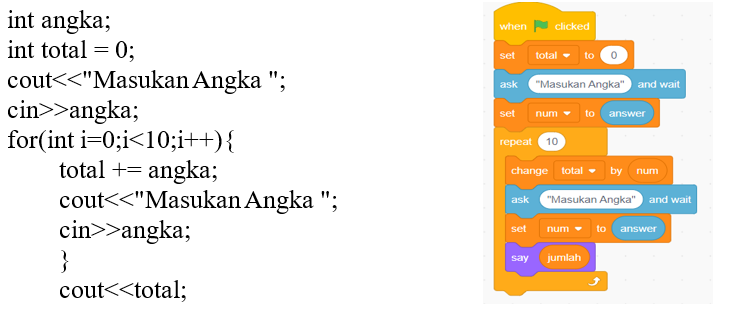 int angka;
int total = 0;
cout<<"Masukan Angka ";
cin>>angka;
for(int i=0;i<10;i++){
total += angka;
cout<<"Masukan Angka ";
cin>>angka;
}
cout<<total;
when clicked
set total to 0
ask "Masukan Angka" and wait
set num to answer
repeat 10
change total by num
ask "Masukan Angka" and wait
set num to answer
say jumlah